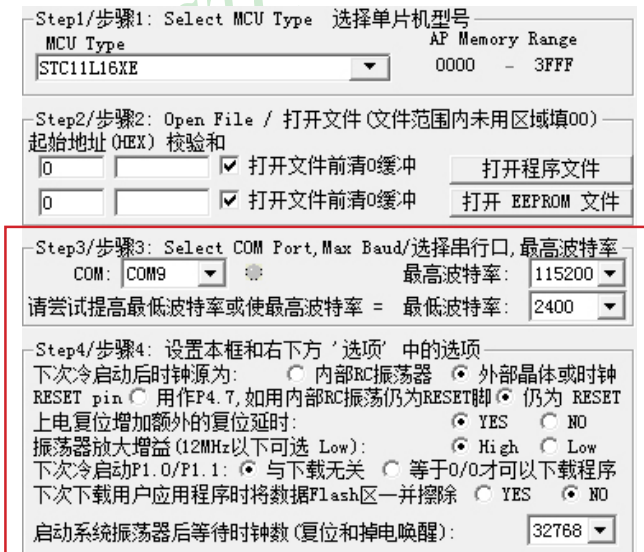 Step1/步骤1: Select MCU Type 选择单片机型号
MCU Type AP Memory Range
STC11L16XE 0000 - 3FFF
Step2/步骤2: Open File / 打开文件(文件范围内未用区域填00)
起始地址(HEX) 校验和
0 打开文件前清0缓冲 打开程序文件
0 打开文件前清0缓冲 打开 EEPROM 文件
Step3/步骤3: Select COM Port,Max Baud/选择串行口,最高波特率
COM: COM9 最高波特率: 115200
请尝试提高最低波特率或使最高波特率 = 最低波特率: 2400
Step4/步骤4: 设置本框和右下方 '选项' 中的选项
下次冷启动后时钟源为: 内部RC振荡器 外部晶体或时钟
RESET pin 用作P4.7,如用内部RC振荡仍为RESET脚 仍为 RESET
上电复位增加额外的复位延时: YES NO
振荡器放大增益(12MHz以下可选 Low): High Low
下次冷启动P1.0/P1.1: 与下载无关 等于0/0才可以下载程序
下次下载用户应用程序时将数据Flash区一并擦除 YES NO
启动系统振荡器后等待时钟数(复位和掉电唤醒): 32768